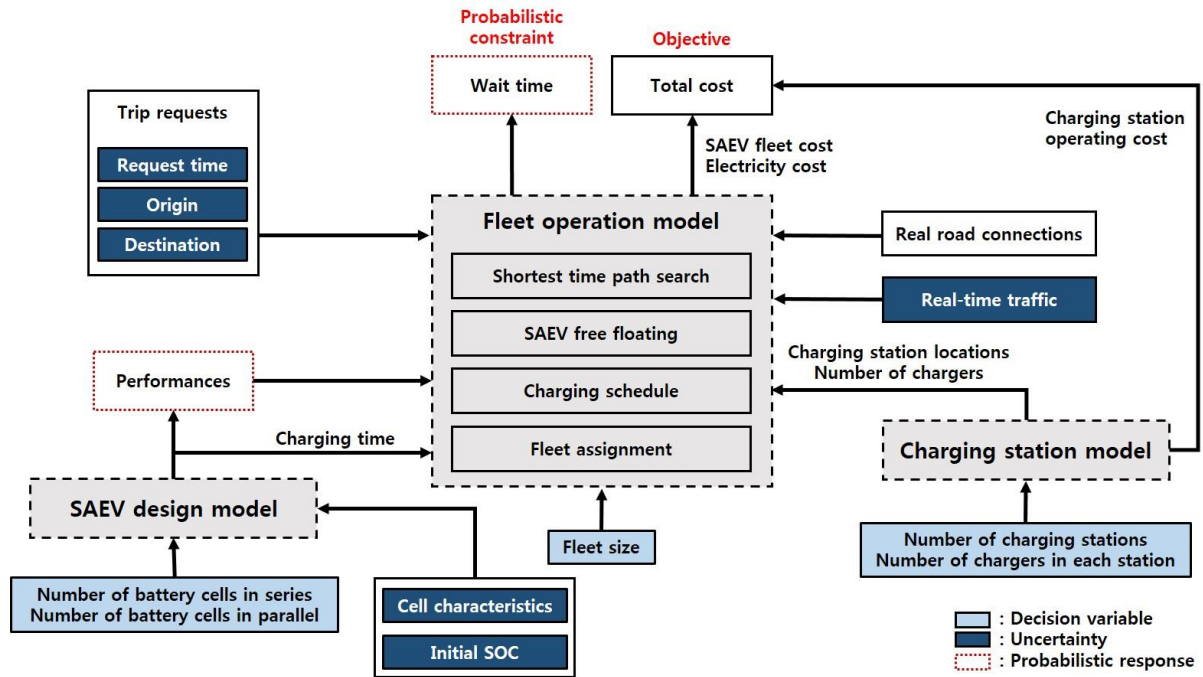 Probabilistic
constraint
Objective
Wait time
Total cost
Trip requests
Request time
Origin
Destination
SAEV fleet cost
Electricity cost
Charging station
operating cost
Fleet operation model
Shortest time path search
SAEV free floating
Charging schedule
Fleet assignment
Real road connections
Real-time traffic
Charging station locations
Number of chargers
Performances
Charging time
SAEV design model
Charging station model
Fleet size
Number of battery cells in series
Number of battery cells in parallel
Cell characteristics
Initial SOC
Number of charging stations
Number of chargers in each station
: Decision variable
: Uncertainty
: Probabilistic response